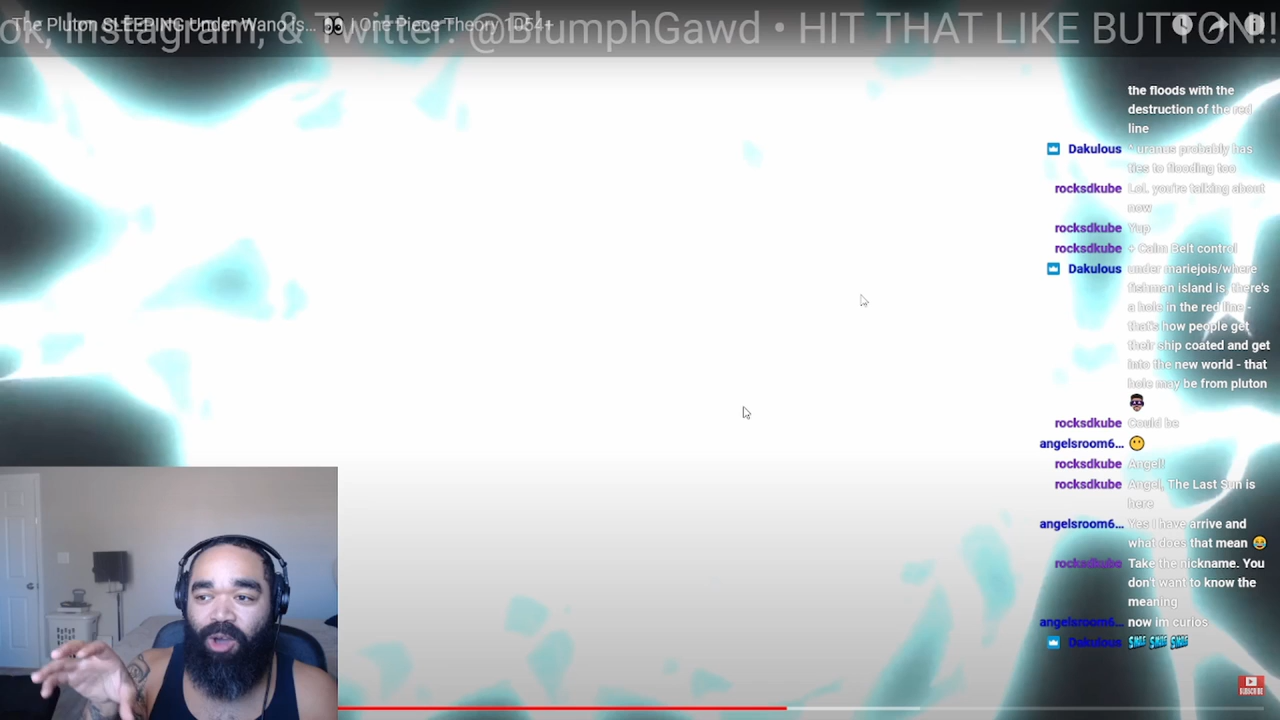 The Pluton SLEEPING Under Wano Is... 👀 | One Piece Theory 1054+
ok, Instagram, & Twitter: @BlumphGawd • HIT THAT LIKE BUTTON!!
the floods with the
destruction of the red
line
Dakulous ^ uranus probably has
ties to flooding too
rocksdkube Lol. you're talking about
now
rocksdkube Yup
rocksdkube + Calm Belt control
Dakulous under mariejois/where
fishman island is, there's
a hole in the red line -
that's how people get
their ship coated and get
into the new world - that
hole may be from pluton
rocksdkube Could be
angelsroom6... 😶
rocksdkube Angel!
rocksdkube Angel, The Last Sun is
here
angelsroom6... Yes I have arrive and
what does that mean 😂
rocksdkube Take the nickname. You
don't want to know the
meaning
angelsroom6... now im curios
Dakulous
SUBSCRIBE